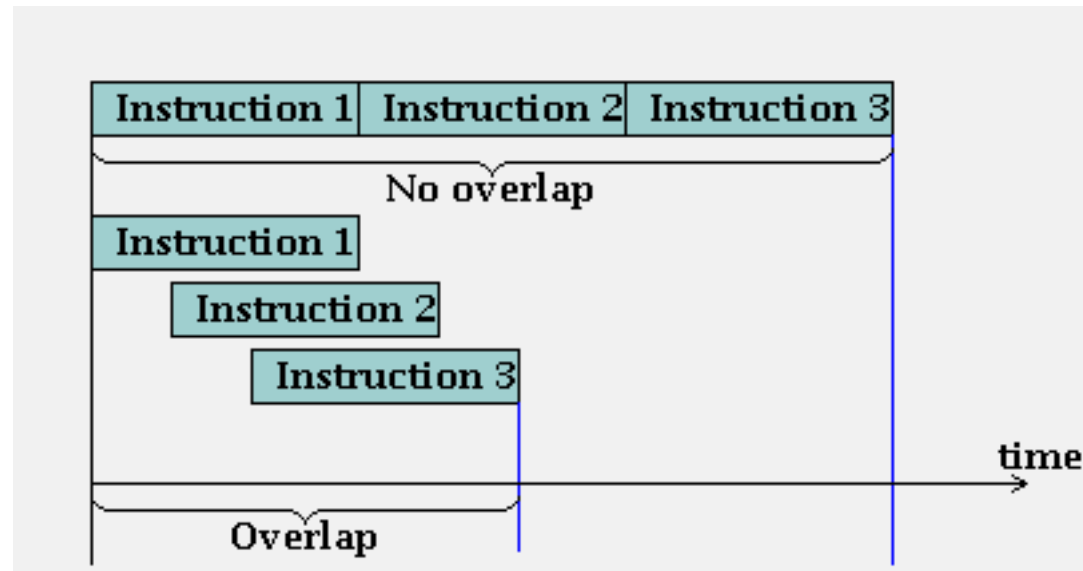 Instruction 1 Instruction 2 Instruction 3
No overlap
Instruction 1
Instruction 2
Instruction 3
time
Overlap